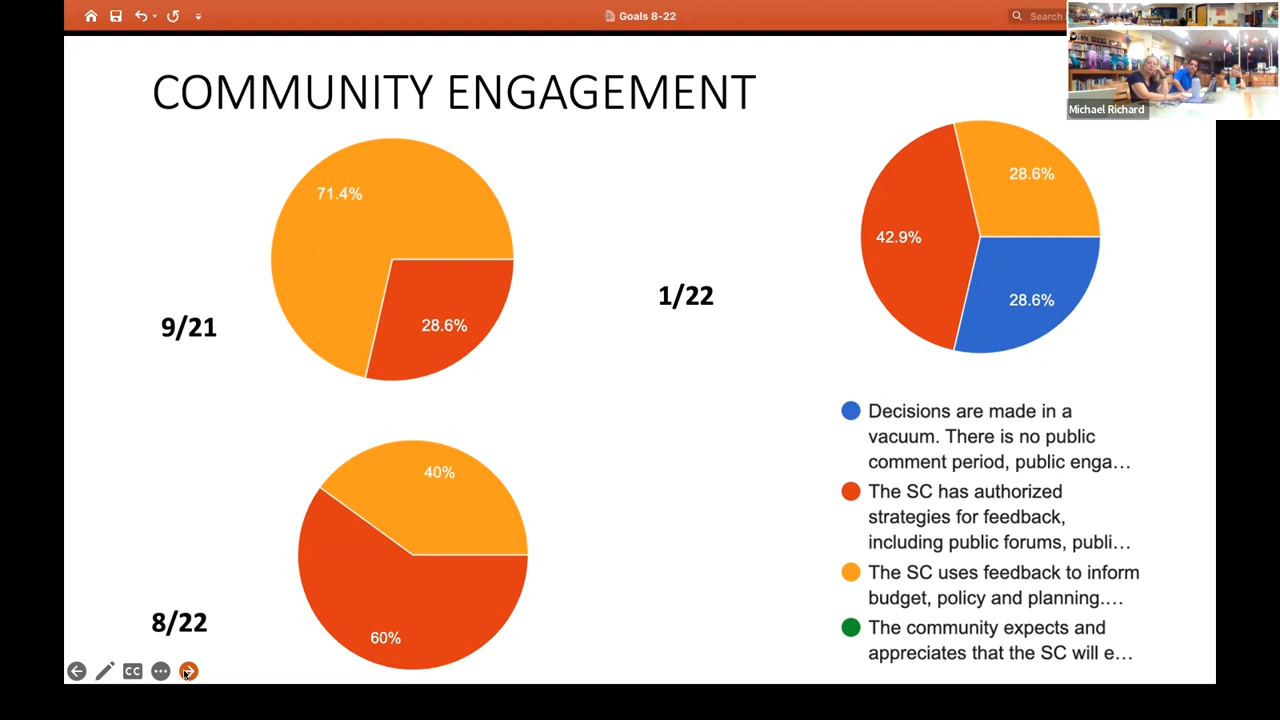 Goals 8-22
Search
Michael Richard
COMMUNITY ENGAGEMENT
71.4%
28.6%
9/21
28.6%
42.9%
28.6%
1/22
40%
60%
8/22
Decisions are made in a
vacuum. There is no public
comment period, public enga…
The SC has authorized
strategies for feedback,
including public forums, publi…
The SC uses feedback to inform
budget, policy and planning.…
The community expects and
appreciates that the SC will e…
CC